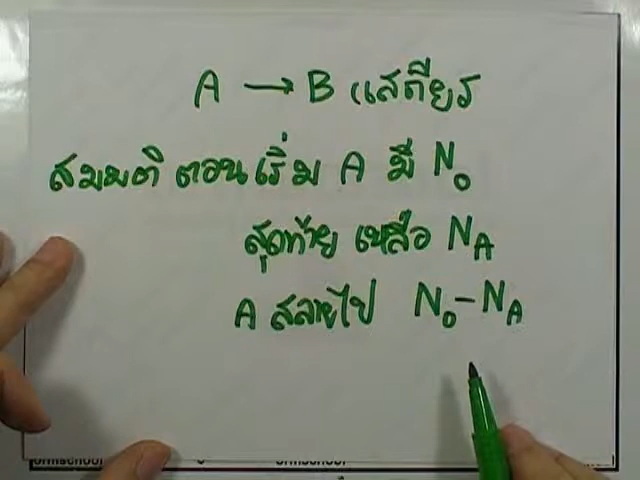 A → B (เสถียร
สมมติ ตอนเริ่ม A มี N₀
สุดท้าย เหลือ N_A
A สลายไป N₀ − N_A